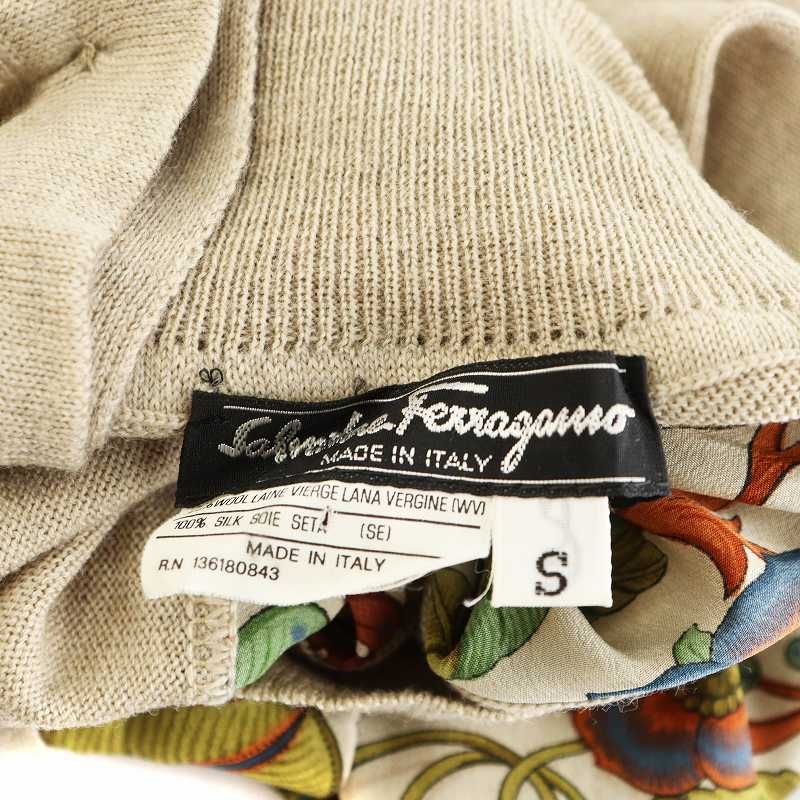 Salvatore Ferragamo
MADE IN ITALY
%WOOL LAINE VIERGE LANA VERGINE (WV)
100% SILK SOIE SETA (SE)
MADE IN ITALY
RN 136180843
S